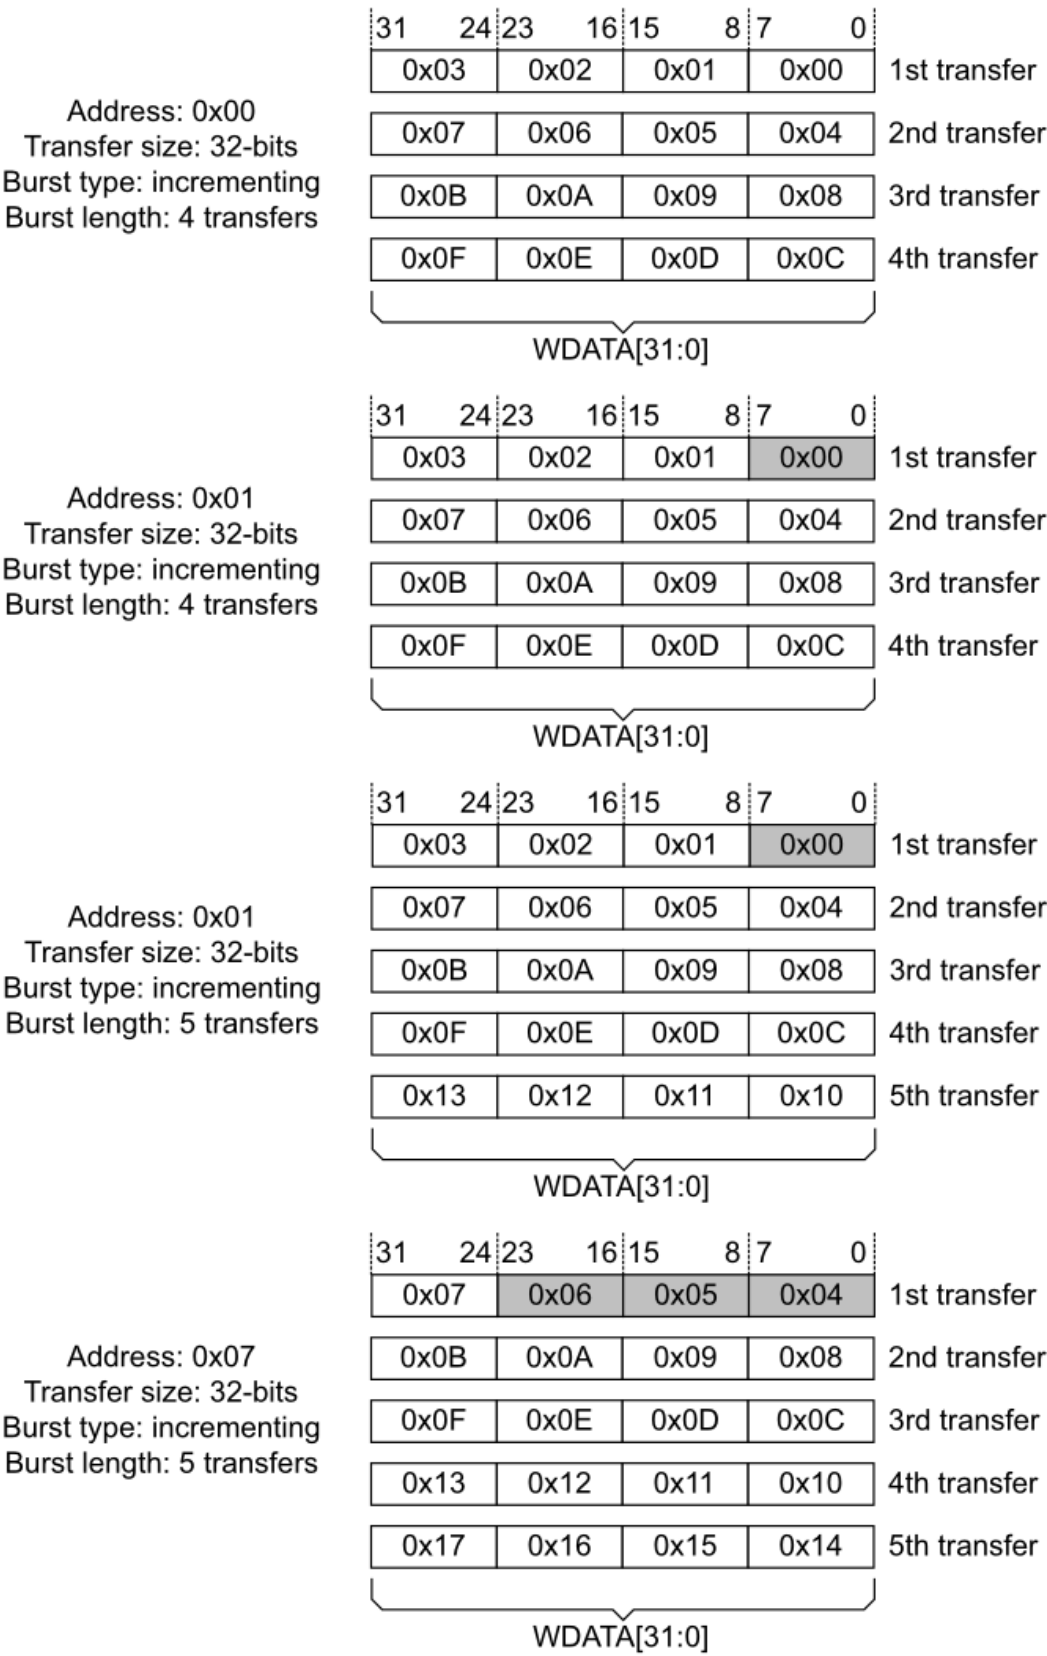 31 24 23 16 15 8 7 0
0x03 0x02 0x01 0x00 1st transfer
Address: 0x00
Transfer size: 32-bits
Burst type: incrementing
Burst length: 4 transfers
0x07 0x06 0x05 0x04 2nd transfer
0x0B 0x0A 0x09 0x08 3rd transfer
0x0F 0x0E 0x0D 0x0C 4th transfer
WDATA[31:0]
31 24 23 16 15 8 7 0
0x03 0x02 0x01 0x00 1st transfer
Address: 0x01
Transfer size: 32-bits
Burst type: incrementing
Burst length: 4 transfers
0x07 0x06 0x05 0x04 2nd transfer
0x0B 0x0A 0x09 0x08 3rd transfer
0x0F 0x0E 0x0D 0x0C 4th transfer
WDATA[31:0]
31 24 23 16 15 8 7 0
0x03 0x02 0x01 0x00 1st transfer
Address: 0x01
Transfer size: 32-bits
Burst type: incrementing
Burst length: 5 transfers
0x07 0x06 0x05 0x04 2nd transfer
0x0B 0x0A 0x09 0x08 3rd transfer
0x0F 0x0E 0x0D 0x0C 4th transfer
0x13 0x12 0x11 0x10 5th transfer
WDATA[31:0]
31 24 23 16 15 8 7 0
0x07 0x06 0x05 0x04 1st transfer
Address: 0x07
Transfer size: 32-bits
Burst type: incrementing
Burst length: 5 transfers
0x0B 0x0A 0x09 0x08 2nd transfer
0x0F 0x0E 0x0D 0x0C 3rd transfer
0x13 0x12 0x11 0x10 4th transfer
0x17 0x16 0x15 0x14 5th transfer
WDATA[31:0]